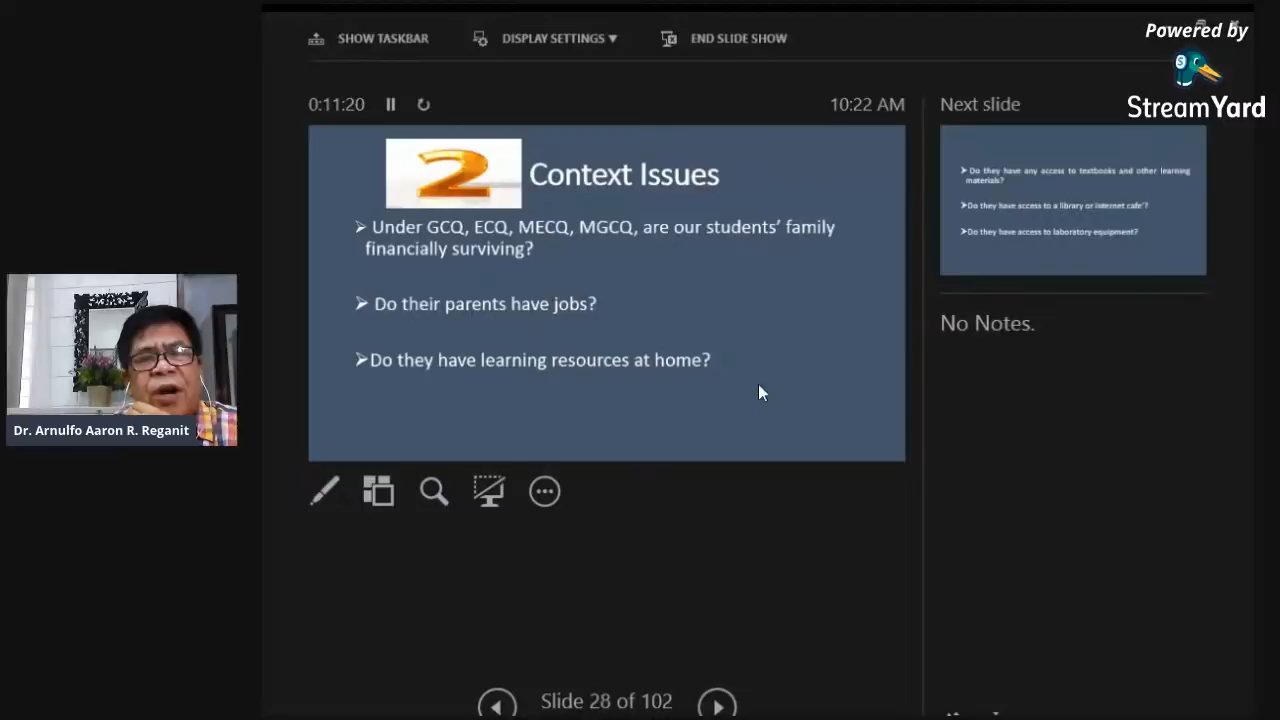 SHOW TASKBAR
DISPLAY SETTINGS ▼
END SLIDE SHOW
Powered by
StreamYard
0:11:20
10:22 AM
Next slide
2 Context Issues
➢ Under GCQ, ECQ, MECQ, MGCQ, are our students’ family
financially surviving?
➢ Do their parents have jobs?
➢Do they have learning resources at home?
➢ Do they have any access to textbooks and other learning
materials?
➢Do they have access to a library or internet cafe'?
➢Do they have access to laboratory equipment?
No Notes.
Dr. Arnulfo Aaron R. Reganit
Slide 28 of 102